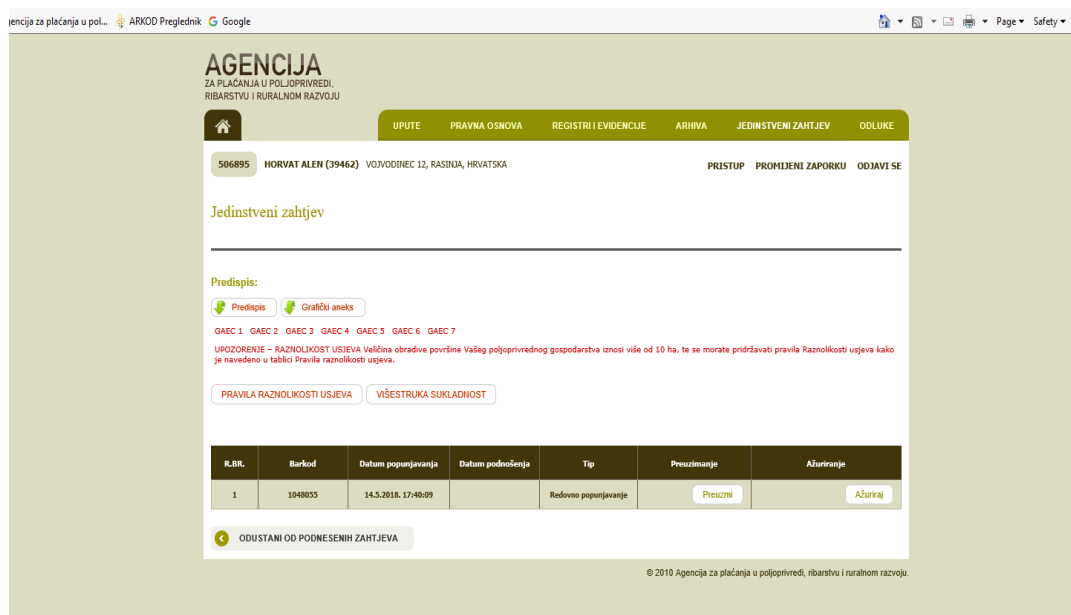 gencija za plaćanja u pol... ARKOD Preglednik Google Page Safety
AGENCIJA
ZA PLAĆANJA U POLJOPRIVREDI,
RIBARSTVU I RURALNOM RAZVOJU
UPUTE PRAVNA OSNOVA REGISTRI I EVIDENCIJE ARHIVA JEDINSTVENI ZAHTJEV ODLUKE
506895 HORVAT ALEN (39462) VOJVODINEC 12, RASINJA, HRVATSKA PRISTUP PROMIJENI ZAPORKU ODJAVI SE
Jedinstveni zahtjev
Predispis:
Predispis Grafički aneks
GAEC 1 GAEC 2 GAEC 3 GAEC 4 GAEC 5 GAEC 6 GAEC 7
UPOZORENJE – RAZNOLIKOST USJEVA Veličina obradive površine Vašeg poljoprivrednog gospodarstva iznosi više od 10 ha, te se morate pridržavati pravila Raznolikosti usjeva kako
je navedeno u tablici Pravila raznolikosti usjeva.
PRAVILA RAZNOLIKOSTI USJEVA VIŠESTRUKA SUKLADNOST
R.BR. Barkod Datum popunjavanja Datum podnošenja Tip Preuzimanje Ažuriranje
1 1048055 14.5.2018. 17:40:09 Redovno popunjavanje Preuzmi Ažuriraj
ODUSTANI OD PODNESENIH ZAHTJEVA
© 2010 Agencija za plaćanja u poljoprivredi, ribarstvu i ruralnom razvoju.